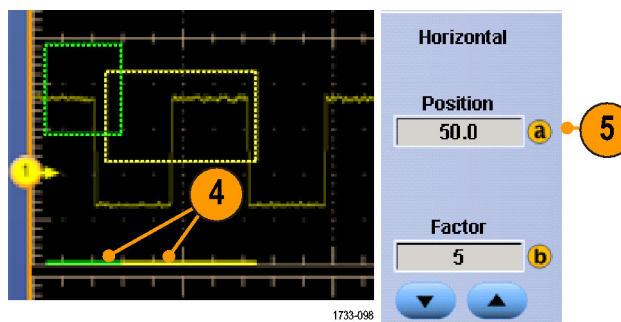 1
4
1733-098
Horizontal
Position
50.0 a
5
Factor
5 b